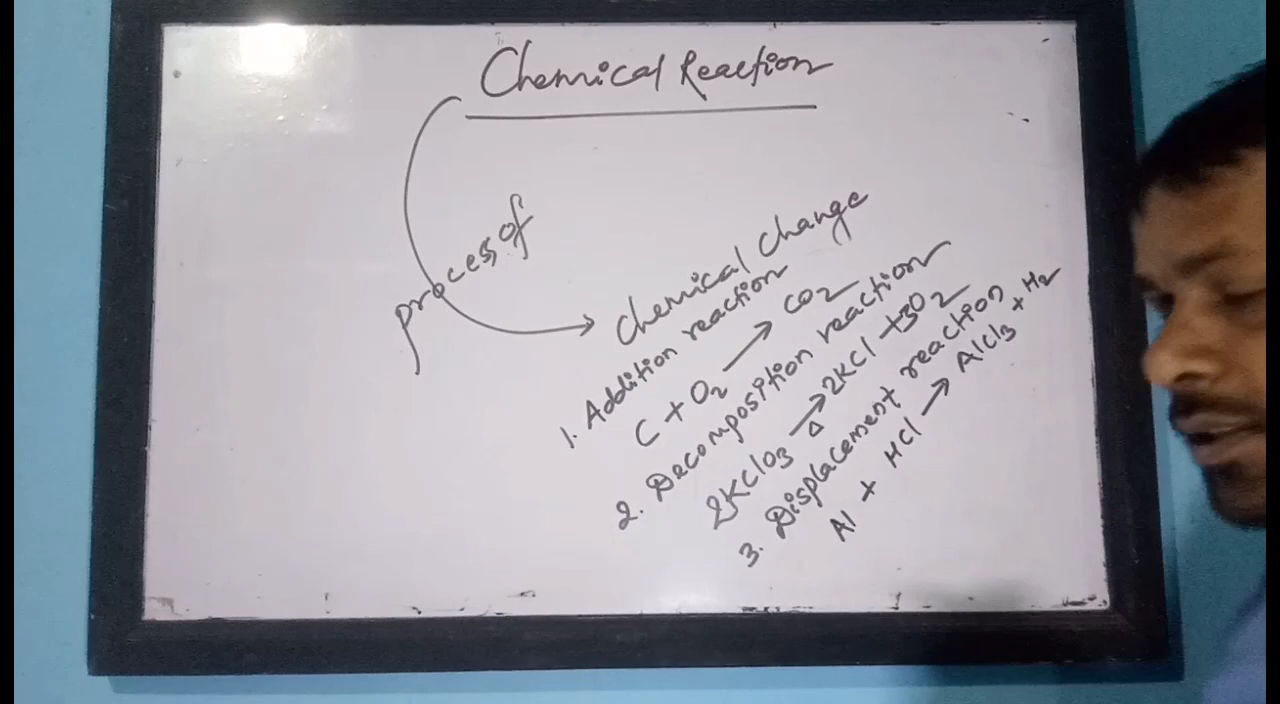 Chemical Reaction
process of
Chemical Change
1. Addition reaction
C + O2 → CO2
2. Decomposition reaction
2KClO3 →Δ 2KCl + 3O2
3. Displacement reaction
Al + HCl → AlCl3 + H2